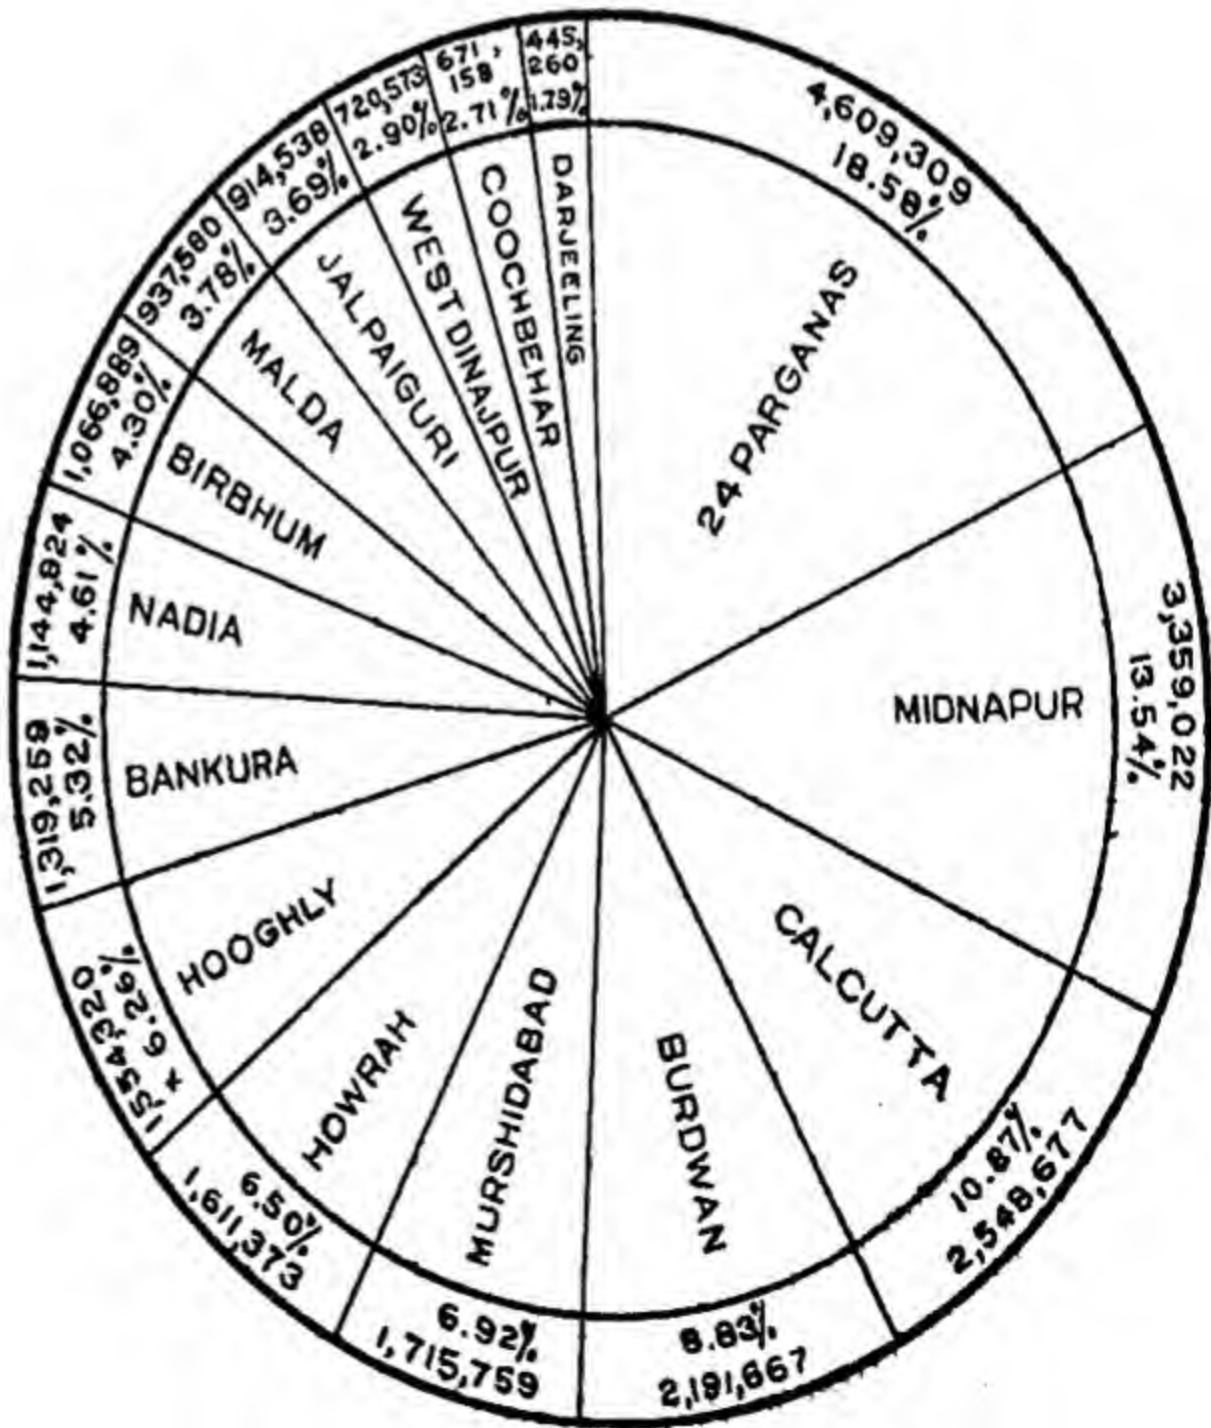 4,609,309
18.58%
24 PARGANAS
3,359,022
13.54%
MIDNAPUR
CALCUTTA
10.87%
2,548,677
BURDWAN
8.83%
2,191,667
MURSHIDABAD
6.92%
1,715,759
HOWRAH
6.50%
1,611,373
HOOGHLY
1,554,320
6.26%
BANKURA
1,319,259
5.32%
NADIA
1,144,924
4.61%
BIRBHUM
1,066,889
4.30%
MALDA
937,580
3.78%
JALPAIGURI
914,538
3.69%
WEST DINAJPUR
720,573
2.90%
COOCHBEHAR
671,
158
2.71%
DARJEELING
445,
260
1.79%